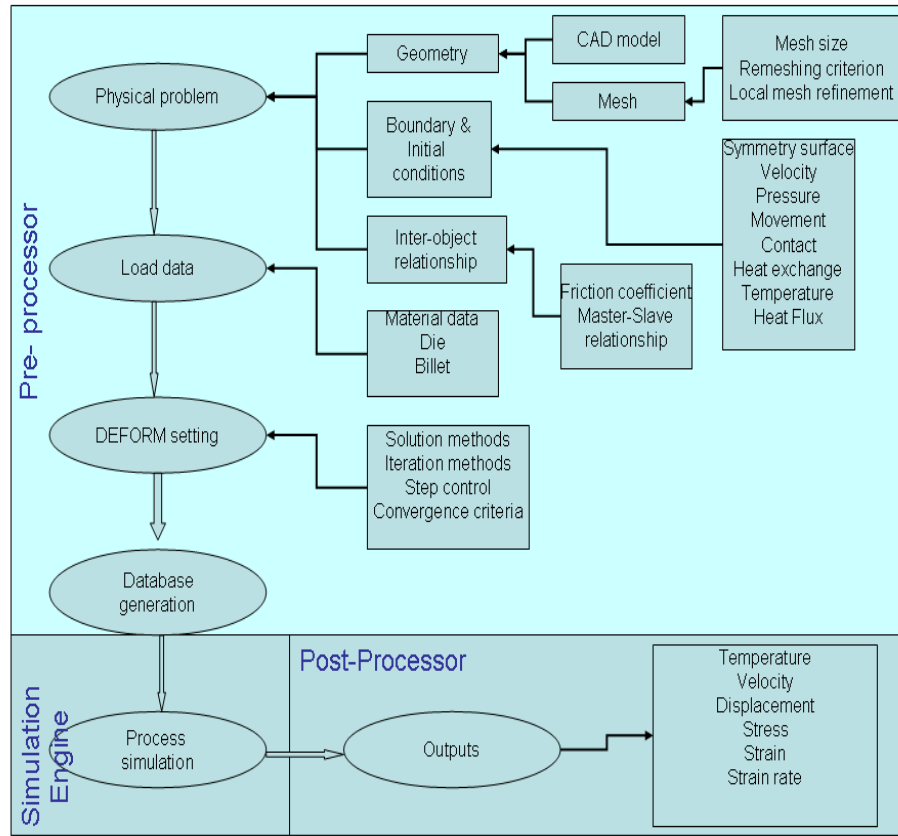 Pre- processor
Physical problem
Geometry
CAD model
Mesh
Mesh size
Remeshing criterion
Local mesh refinement
Boundary &
Initial
conditions
Symmetry surface
Velocity
Pressure
Movement
Contact
Heat exchange
Temperature
Heat Flux
Inter-object
relationship
Friction coefficient
Master-Slave
relationship
Load data
Material data
Die
Billet
DEFORM setting
Solution methods
Iteration methods
Step control
Convergence criteria
Database
generation
Simulation
Engine
Process
simulation
Post-Processor
Outputs
Temperature
Velocity
Displacement
Stress
Strain
Strain rate